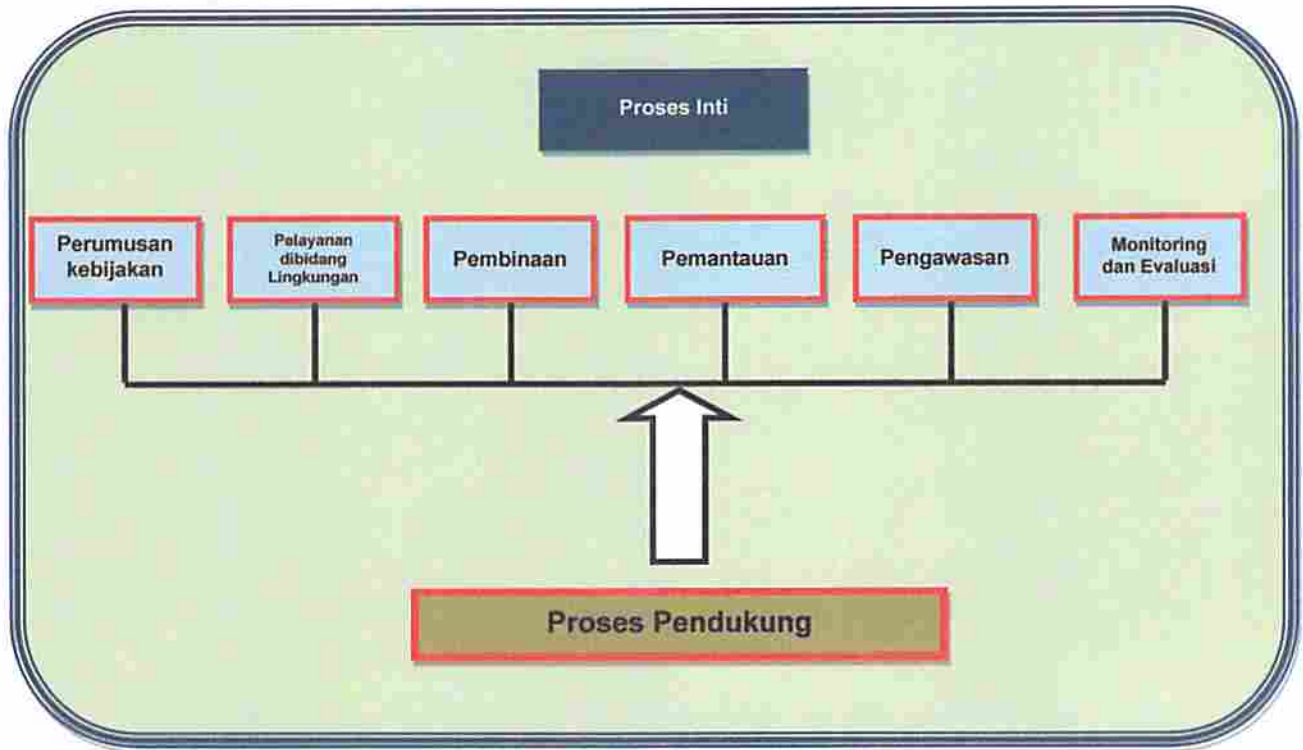 Proses Inti
Perumusan
kebijakan
Pelayanan
dibidang
Lingkungan
Pembinaan
Pemantauan
Pengawasan
Monitoring
dan Evaluasi
Proses Pendukung